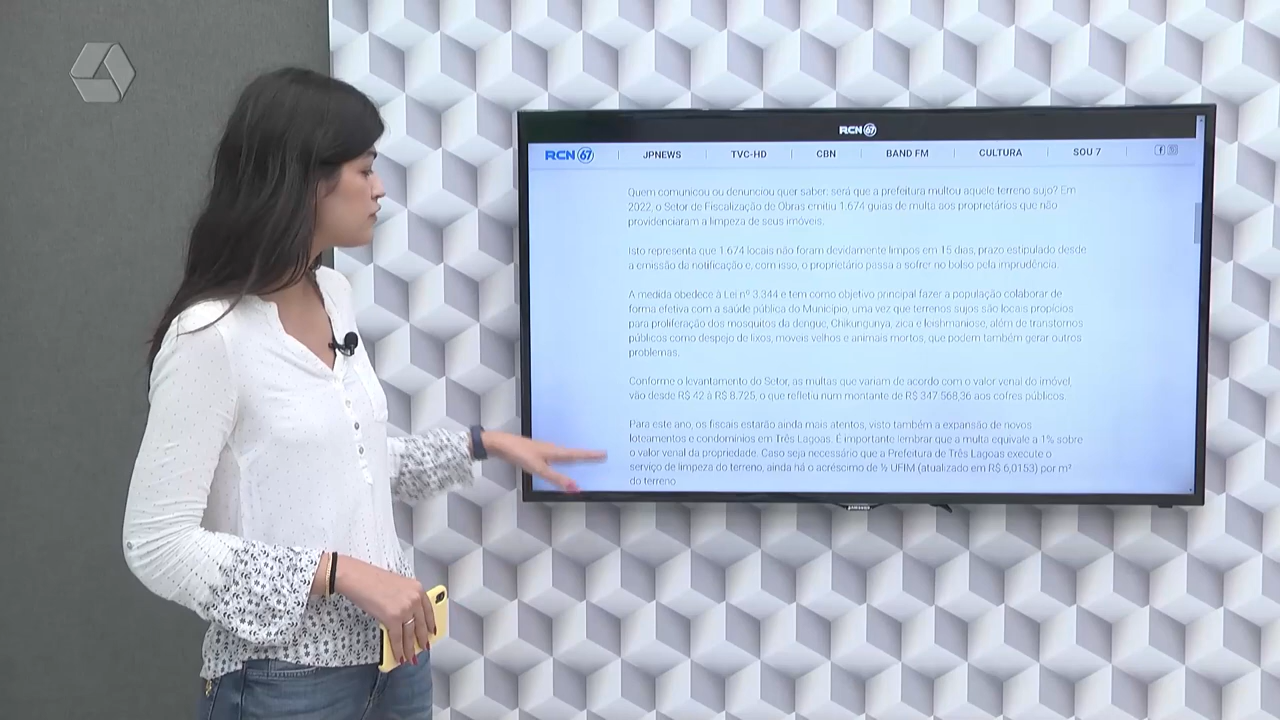 RCN 67
RCN 67 JPNEWS TVC-HD CBN BAND FM CULTURA SOU 7
Quem comunicou ou denunciou quer saber: será que a prefeitura multou aquele terreno sujo? Em
2022, o Setor de Fiscalização de Obras emitiu 1.674 guias de multa aos proprietários que não
providenciaram a limpeza de seus imóveis.
Isto representa que 1.674 locais não foram devidamente limpos em 15 dias, prazo estipulado desde
a emissão da notificação e, com isso, o proprietário passa a sofrer no bolso pela imprudência.
A medida obedece à Lei nº 3.344 e tem como objetivo principal fazer a população colaborar de
forma efetiva com a saúde pública do Município, uma vez que terrenos sujos são locais propícios
para proliferação dos mosquitos da dengue, Chikungunya, zica e leishmaniose, além de transtornos
públicos como despejo de lixos, moveis velhos e animais mortos, que podem também gerar outros
problemas.
Conforme o levantamento do Setor, as multas que variam de acordo com o valor venal do imóvel,
vão desde R$ 42 à R$ 8.725, o que refletiu num montante de R$ 347.568,36 aos cofres públicos.
Para este ano, os fiscais estarão ainda mais atentos, visto também a expansão de novos
loteamentos e condomínios em Três Lagoas. É importante lembrar que a multa equivale a 1% sobre
o valor venal da propriedade. Caso seja necessário que a Prefeitura de Três Lagoas execute o
serviço de limpeza do terreno, ainda há o acréscimo de ½ UFIM (atualizado em R$ 6,0153) por m²
do terreno
SAMSUNG